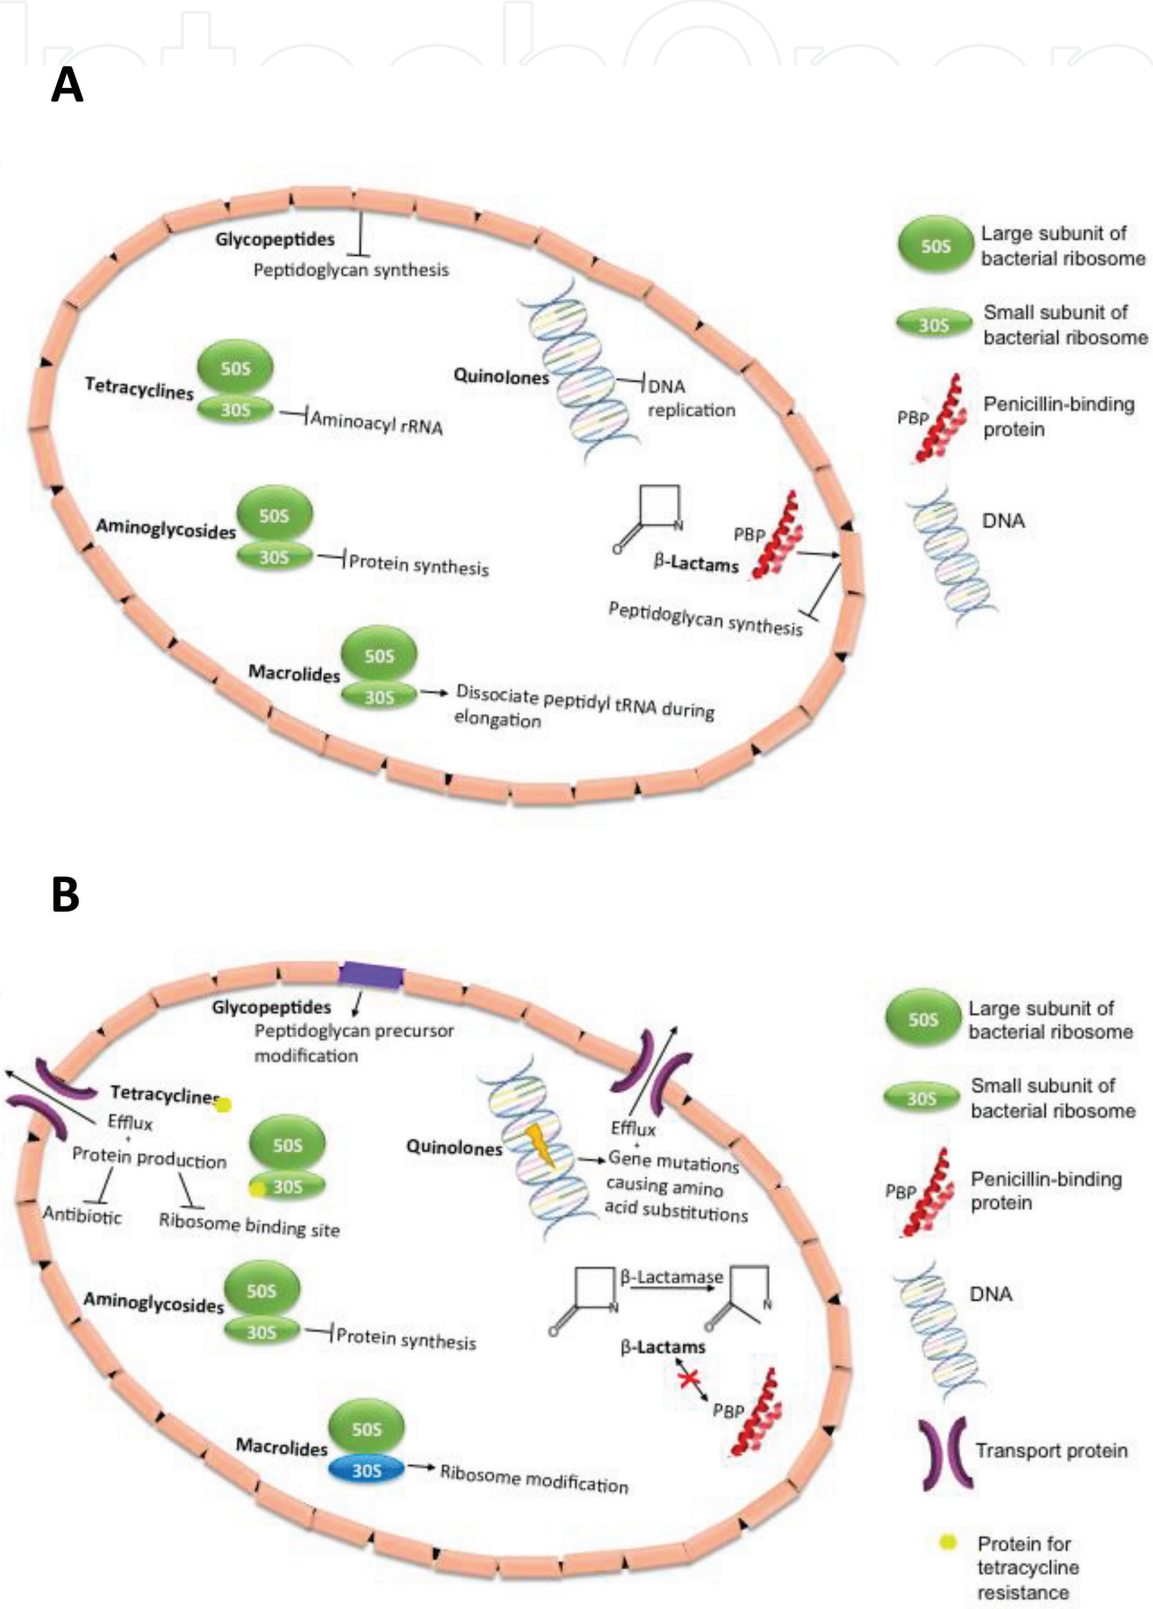 IntechOpen
A
Glycopeptides
Peptidoglycan synthesis
50S
30S
Tetracyclines
Aminoacyl rRNA
Quinolones
DNA
replication
50S
30S
Aminoglycosides
Protein synthesis
O
N
PBP
β-Lactams
Peptidoglycan synthesis
50S
30S
Macrolides
Dissociate peptidyl tRNA during
elongation
50S
Large subunit of
bacterial ribosome
30S
Small subunit of
bacterial ribosome
PBP
Penicillin-binding
protein
DNA
B
Glycopeptides
Peptidoglycan precursor
modification
Tetracyclines
Efflux
+
Protein production
Antibiotic
Ribosome binding site
50S
30S
Quinolones
Efflux
+
Gene mutations
causing amino
acid substitutions
Aminoglycosides
50S
30S
Protein synthesis
O
N
β-Lactamase
O
N
β-Lactams
PBP
Macrolides
50S
30S
Ribosome modification
50S
Large subunit of
bacterial ribosome
30S
Small subunit of
bacterial ribosome
PBP
Penicillin-binding
protein
DNA
Transport protein
Protein for
tetracycline
resistance